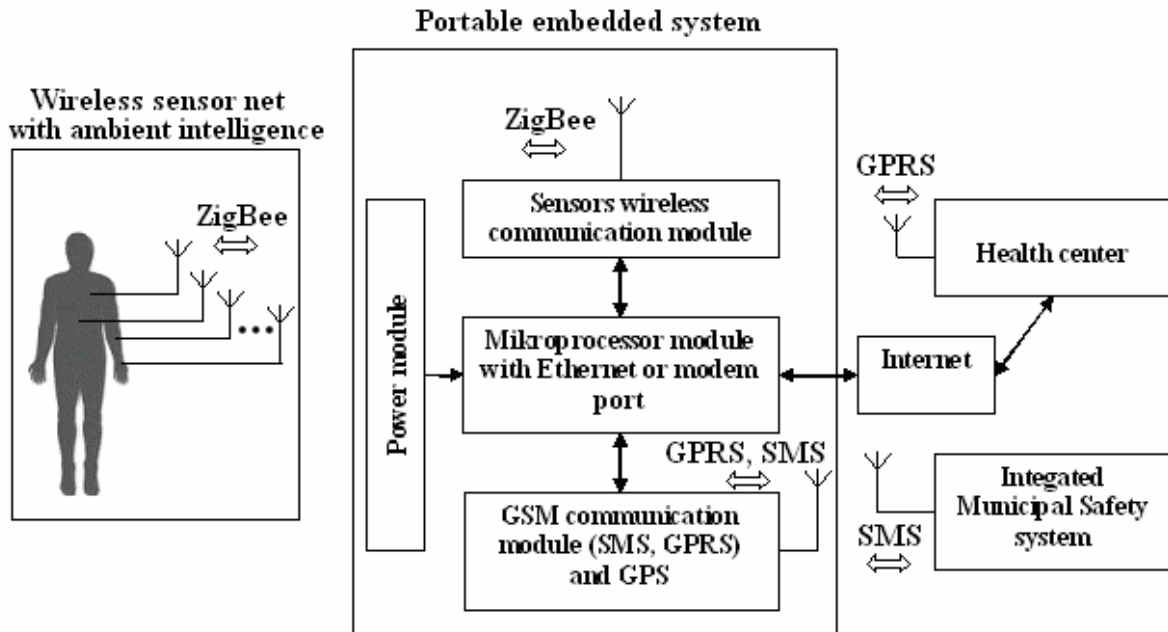 Portable embedded system
Wireless sensor net
with ambient intelligence
ZigBee
ZigBee
Sensors wireless
communication module
Power module
Mikroprocessor module
with Ethernet or modem
port
GPRS, SMS
GSM communication
module (SMS, GPRS)
and GPS
GPRS
Health center
Internet
Integated
Municipal Safety
system
SMS